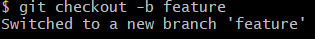 $ git checkout -b feature
Switched to a new branch 'feature'